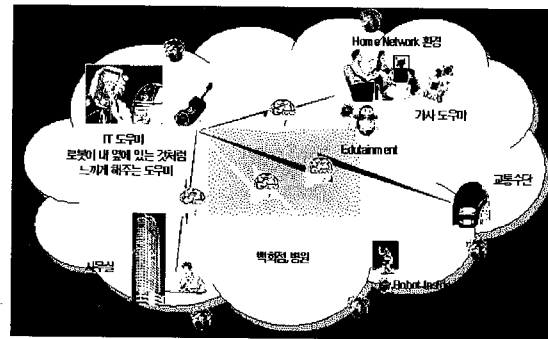 Home Network 환경
가사 도우미
Edutainment
IT 도우미
로봇이 내 옆에 있는 것처럼
느끼게 해주는 도우미
교통수단
사무실
백화점, 병원
Robot